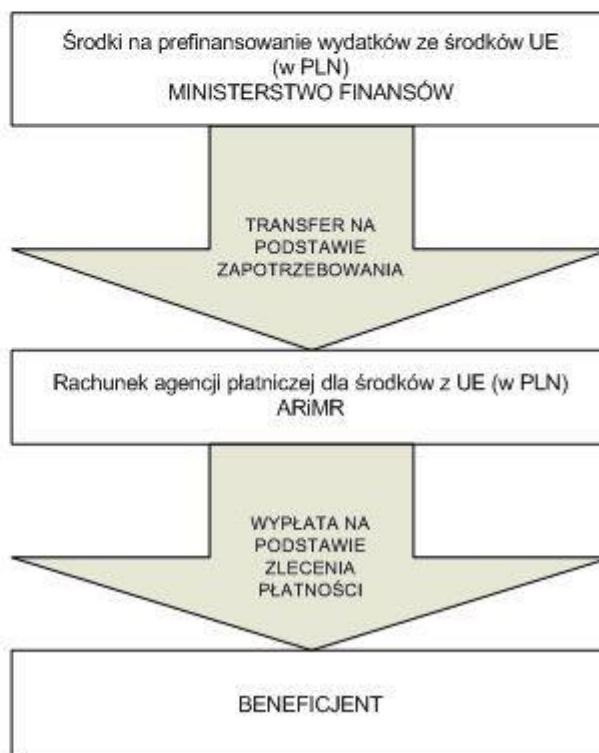 Środki na prefinansowanie wydatków ze środków UE
(w PLN)
MINISTERSTWO FINANSÓW
TRANSFER NA
PODSTAWIE
ZAPOTRZEBOWANIA
Rachunek agencji płatniczej dla środków z UE (w PLN)
ARiMR
WYPŁATA NA
PODSTAWIE
ZLECENIA
PŁATNOŚCI
BENEFICJENT